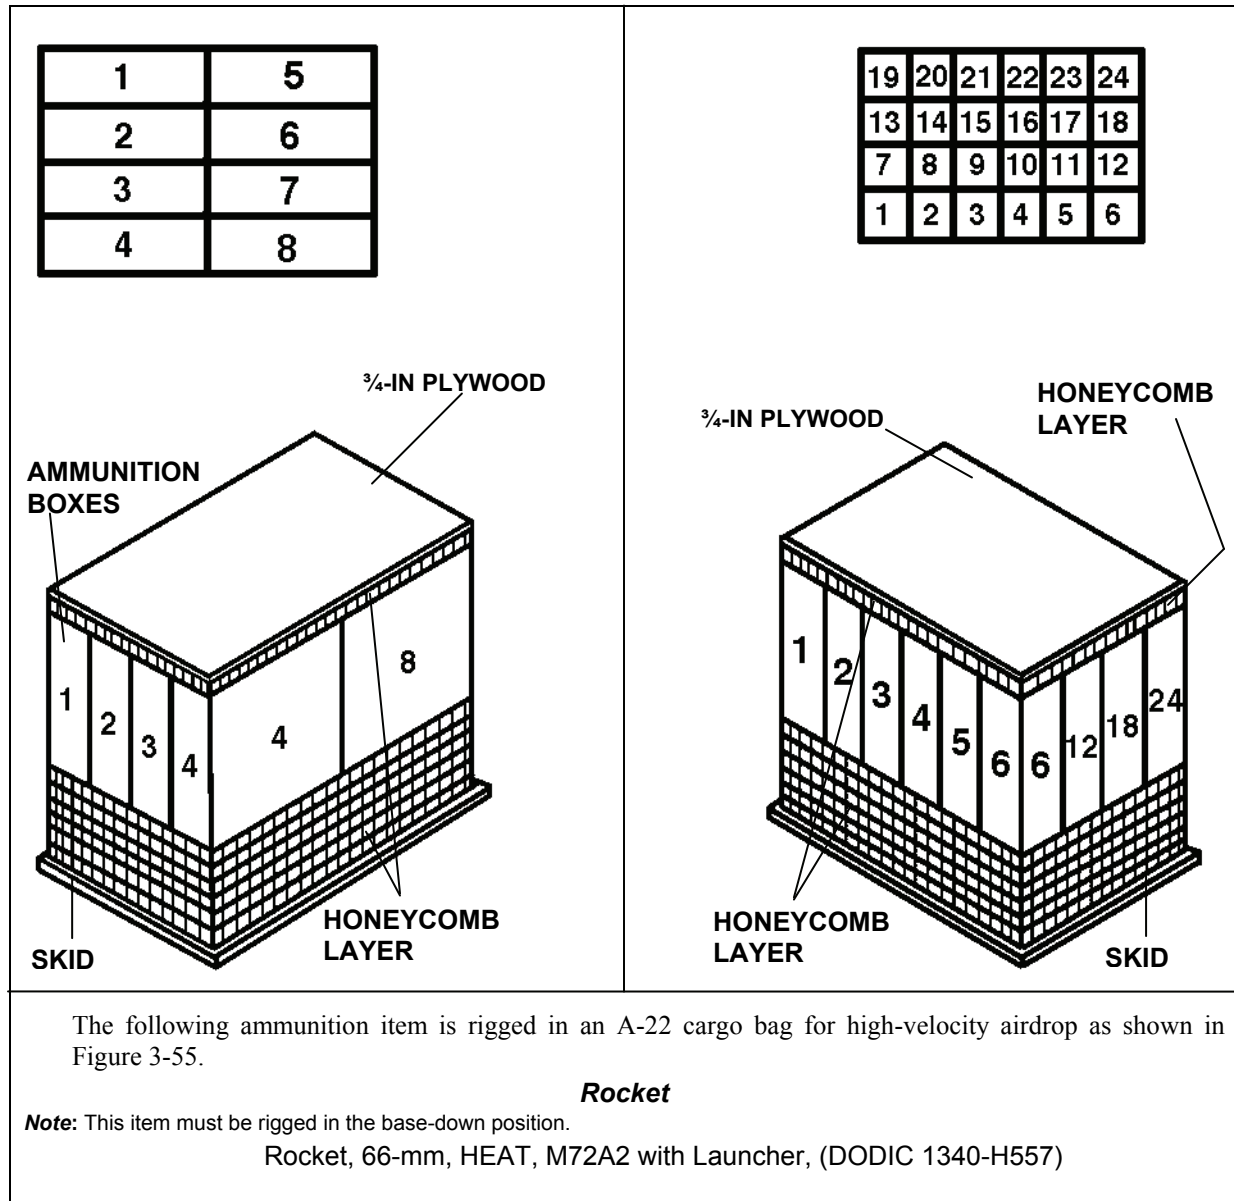 1 5
2 6
3 7
4 8
¾-IN PLYWOOD
AMMUNITION
BOXES
1
2
3
4
4
8
HONEYCOMB
LAYER
SKID
19 20 21 22 23 24
13 14 15 16 17 18
7 8 9 10 11 12
1 2 3 4 5 6
HONEYCOMB
LAYER
¾-IN PLYWOOD
1
2
3
4
5
6
6
12
18
24
HONEYCOMB
LAYER
SKID
The following ammunition item is rigged in an A-22 cargo bag for high-velocity airdrop as shown in
Figure 3-55.
Rocket
Note: This item must be rigged in the base-down position.
Rocket, 66-mm, HEAT, M72A2 with Launcher, (DODIC 1340-H557)